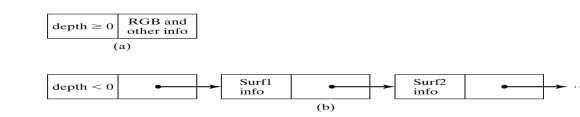 depth ≥ 0
RGB and
other info
(a)
depth < 0
Surf1
info
Surf2
info
(b)